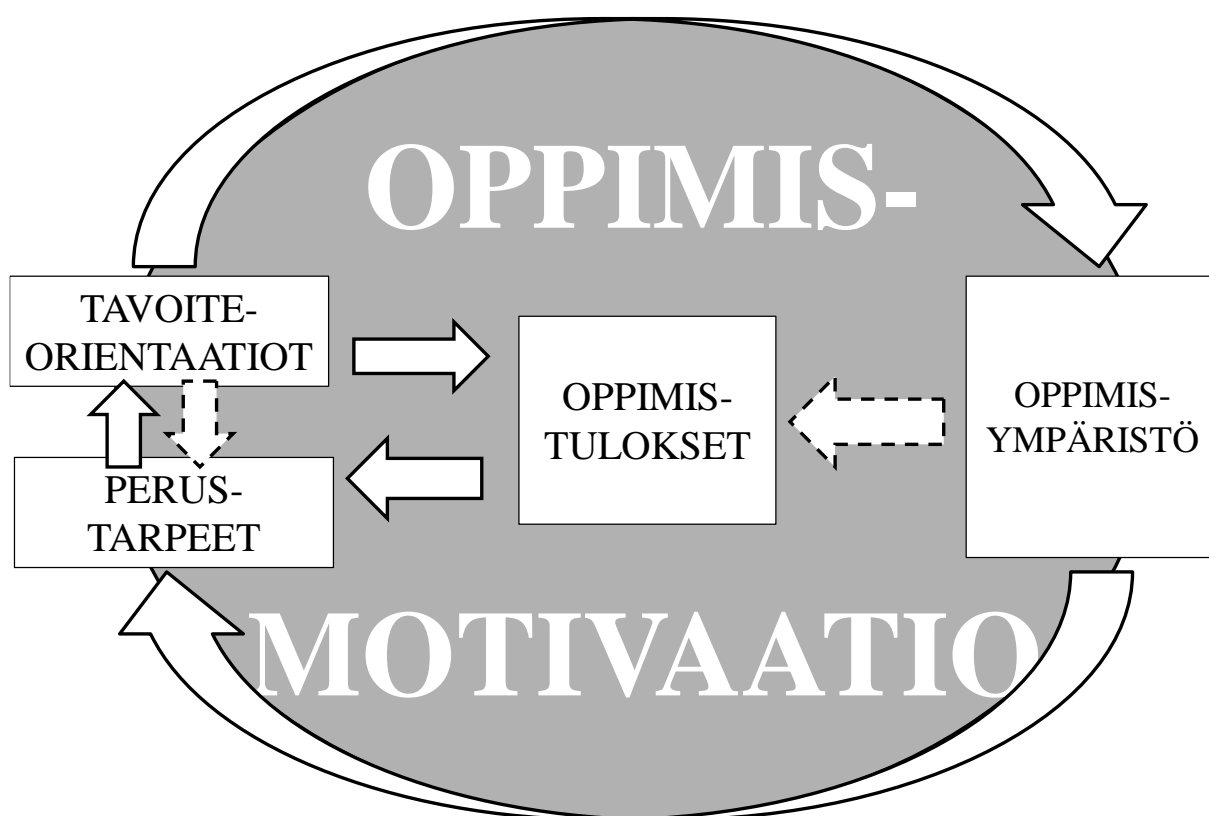 OPPIMIS-
TAVOITE-
ORIENTAATIOT
PERUS-
TARPEET
OPPIMIS-
TULOKSET
OPPIMIS-
YMPÄRISTÖ
MOTIVAATIO